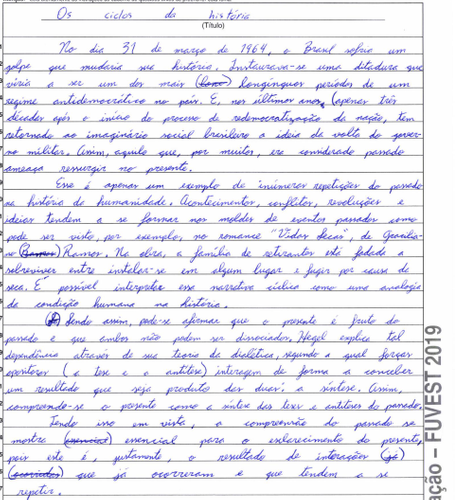 Os ciclos da história
(Título)
No dia 31 de março de 1964, o Brasil sofria um
golpe que mudaria sua história. Instaurava-se uma ditadura que
viria a ser um dos mais longínquos períodos de um
regime antidemocrático no país. E, nos últimos anos, (apenas três
décadas após o início do processo de redemocratização da nação, tem
retornado ao imaginário social brasileiro a ideia da volta do gover-
no militar. Assim, aquilo que, por muitos, era considerado passado
ameaça ressurgir no presente.
Esse é apenas um exemplo de inúmeras repetições do passado
na história da humanidade. Acontecimentos, conflitos, revoluções e
ideias tendem a se formar nos moldes de eventos passados como
pode ser visto, por exemplo, no romance "Vidas Secas", de Gracilia-
no (Ramos) Ramos. Na obra, a família de retirantes está fadada a
sobreviver entre instalar-se em algum lugar e fugir por causa da
seca. É possível interpretar essa narrativa cíclica como uma analogia
da condição humana na história.
Sendo assim, pode-se afirmar que o presente é fruto do
passado e que ambos não podem ser dissociados. Hegel explica tal
dependência através de sua teoria da dialética, segundo a qual forças
opositoras (a tese e a antítese) interagem de forma a conceber
um resultado que seja produto das duas: a síntese. Assim,
compreende-se o presente como a síntese das teses e antíteses do passado.
Tendo isso em vista, a compreensão do passado se
mostra (essencial) essencial para o esclarecimento do presente,
pois este é, justamente, o resultado de interações (já)
(ocorridas) que já ocorreram e que tendem a se
repetir.
ação – FUVEST 2019